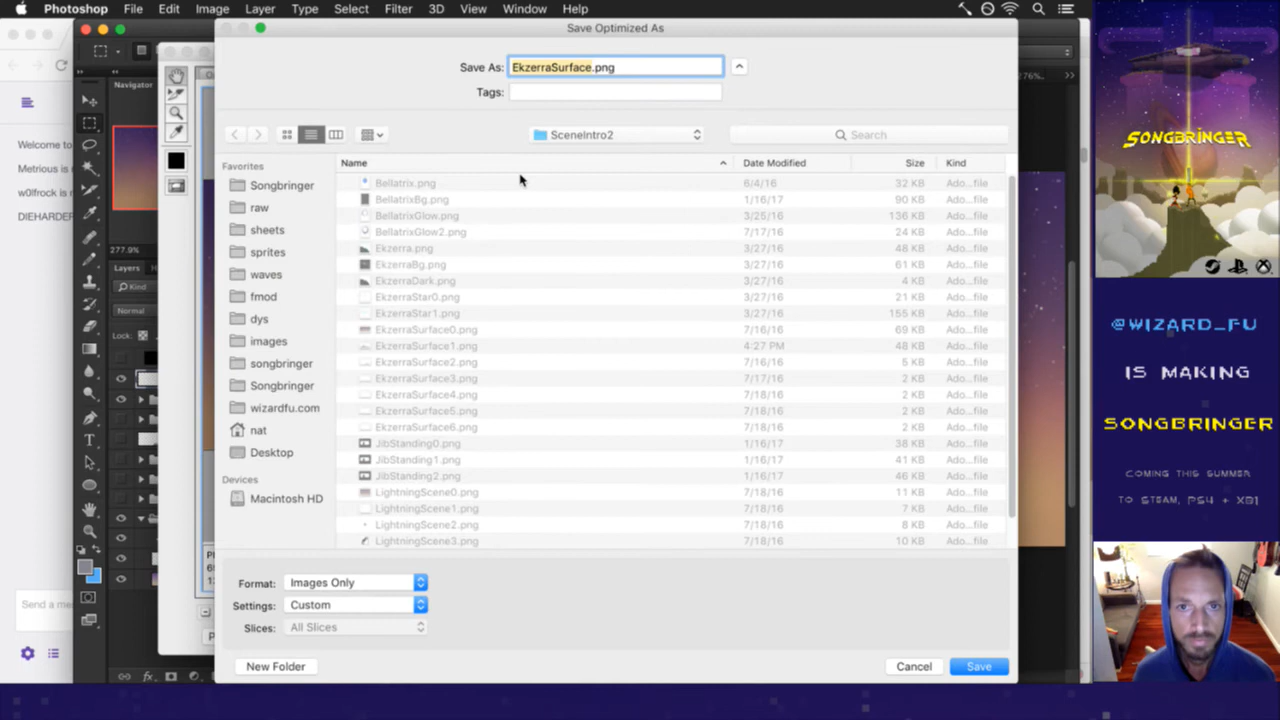 Photoshop File Edit Image Layer Type Select Filter 3D View Window Help
Save Optimized As
Save As: EkzerraSurface.png
Tags:
SceneIntro2
Search
Favorites
Songbringer
raw
sheets
sprites
waves
fmod
dys
images
songbringer
Songbringer
wizardfu.com
nat
Desktop
Devices
Macintosh HD
Name Date Modified Size Kind
Bellatrix.png 6/4/16 32 KB Ado...file
BellatrixBg.png 1/16/17 90 KB Ado...file
BellatrixGlow.png 3/25/16 136 KB Ado...file
BellatrixGlow2.png 7/17/16 24 KB Ado...file
Ekzerra.png 3/27/16 48 KB Ado...file
EkzerraBg.png 3/27/16 61 KB Ado...file
EkzerraDark.png 3/27/16 4 KB Ado...file
EkzerraStar0.png 3/27/16 21 KB Ado...file
EkzerraStar1.png 3/27/16 155 KB Ado...file
EkzerraSurface0.png 7/16/16 69 KB Ado...file
EkzerraSurface1.png 4:27 PM 48 KB Ado...file
EkzerraSurface2.png 7/16/16 5 KB Ado...file
EkzerraSurface3.png 7/17/16 2 KB Ado...file
EkzerraSurface4.png 7/18/16 2 KB Ado...file
EkzerraSurface5.png 7/18/16 2 KB Ado...file
EkzerraSurface6.png 7/18/16 2 KB Ado...file
JibStanding0.png 1/16/17 38 KB Ado...file
JibStanding1.png 1/16/17 41 KB Ado...file
JibStanding2.png 1/16/17 46 KB Ado...file
LightningScene0.png 7/18/16 11 KB Ado...file
LightningScene1.png 7/18/16 7 KB Ado...file
LightningScene2.png 7/18/16 8 KB Ado...file
LightningScene3.png 7/18/16 10 KB Ado...file
Format: Images Only
Settings: Custom
Slices: All Slices
New Folder Cancel Save
Welcome to
Metrious is
w0lfrock is
DIEHARDER
Send a me
Navigator
277.9%
Layers
Kind
Normal
Lock:
276%...
SONGBRINGER
@WIZARD_FU
IS MAKING
SONGBRINGER
COMING THIS SUMMER
TO STEAM, PS4 + XB1